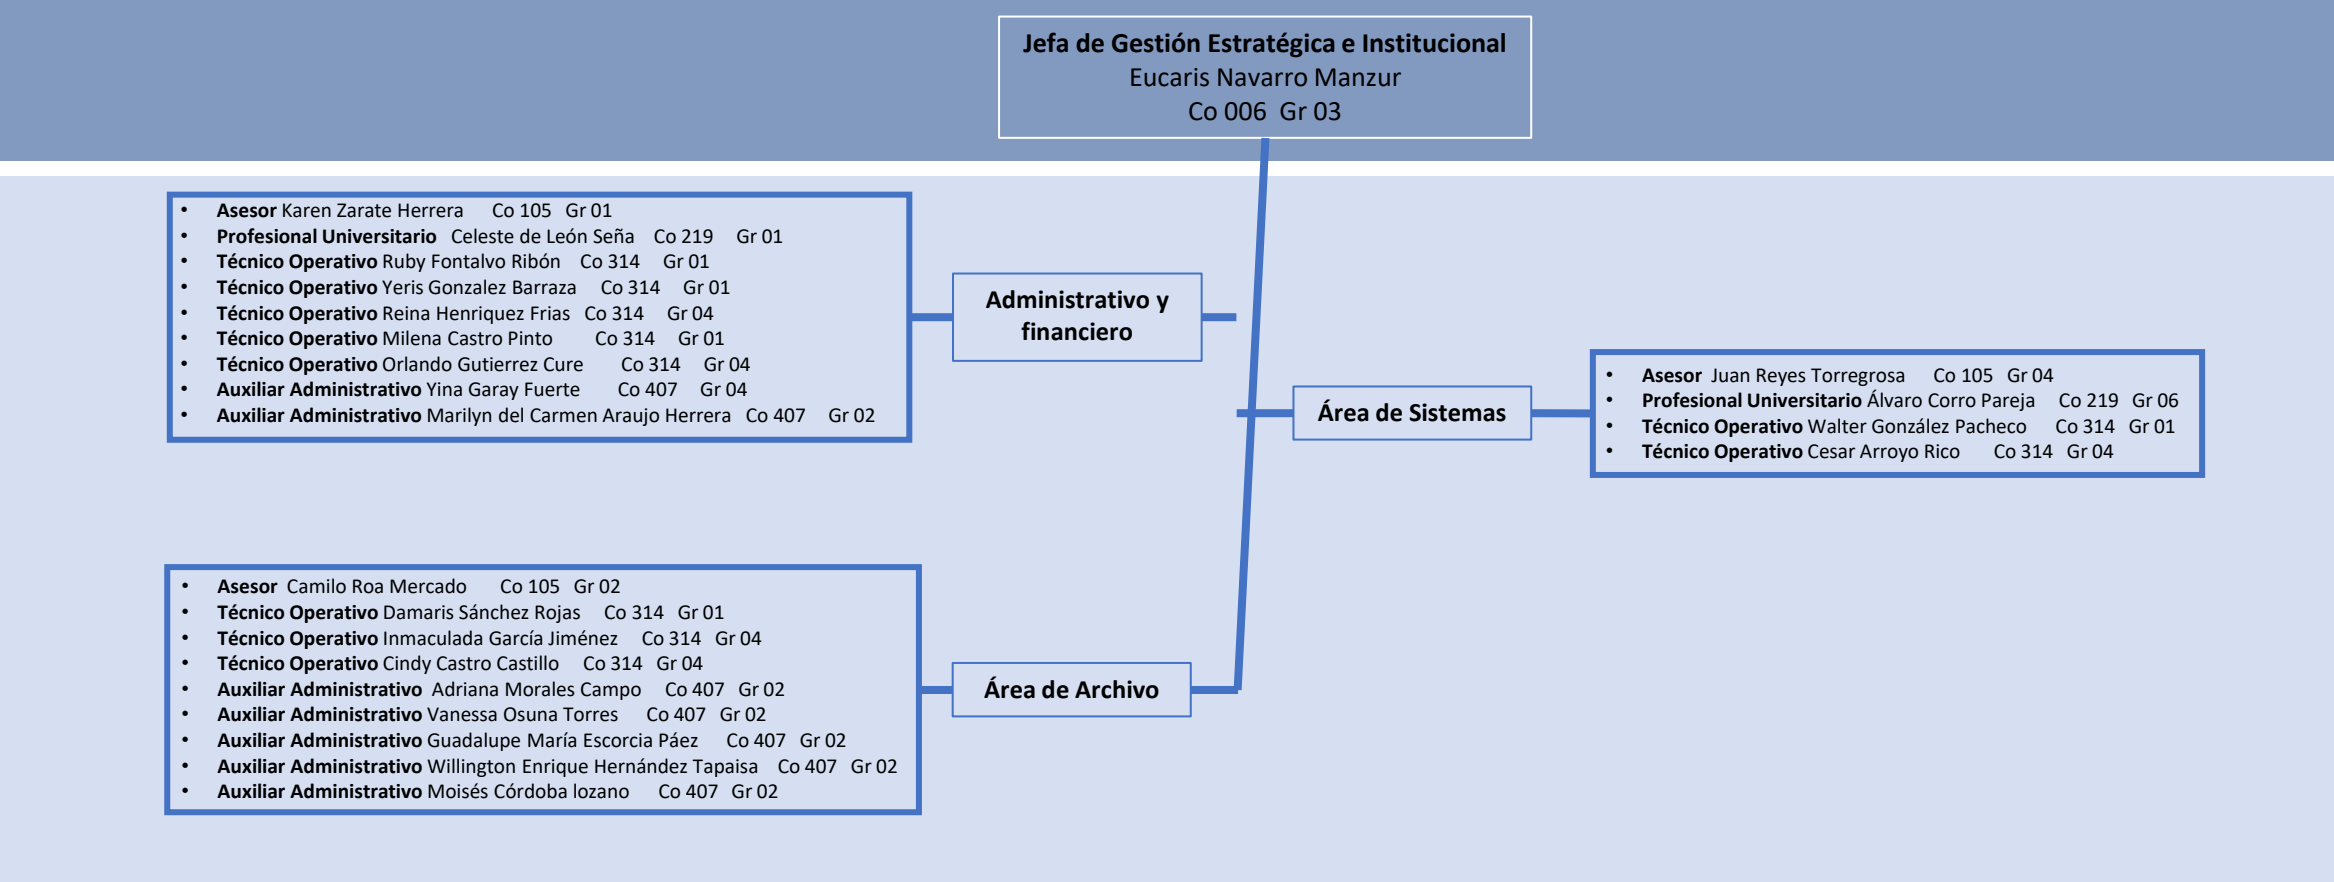 Jefa de Gestión Estratégica e Institucional
Eucaris Navarro Manzur
Co 006 Gr 03
• Asesor Karen Zarate Herrera Co 105 Gr 01
• Profesional Universitario Celeste de León Seña Co 219 Gr 01
• Técnico Operativo Ruby Fontalvo Ribón Co 314 Gr 01
• Técnico Operativo Yeris Gonzalez Barraza Co 314 Gr 01
• Técnico Operativo Reina Henriquez Frias Co 314 Gr 04
• Técnico Operativo Milena Castro Pinto Co 314 Gr 01
• Técnico Operativo Orlando Gutierrez Cure Co 314 Gr 04
• Auxiliar Administrativo Yina Garay Fuerte Co 407 Gr 04
• Auxiliar Administrativo Marilyn del Carmen Araujo Herrera Co 407 Gr 02
Administrativo y
financiero
Área de Sistemas
• Asesor Juan Reyes Torregrosa Co 105 Gr 04
• Profesional Universitario Álvaro Corro Pareja Co 219 Gr 06
• Técnico Operativo Walter González Pacheco Co 314 Gr 01
• Técnico Operativo Cesar Arroyo Rico Co 314 Gr 04
• Asesor Camilo Roa Mercado Co 105 Gr 02
• Técnico Operativo Damaris Sánchez Rojas Co 314 Gr 01
• Técnico Operativo Inmaculada García Jiménez Co 314 Gr 04
• Técnico Operativo Cindy Castro Castillo Co 314 Gr 04
• Auxiliar Administrativo Adriana Morales Campo Co 407 Gr 02
• Auxiliar Administrativo Vanessa Osuna Torres Co 407 Gr 02
• Auxiliar Administrativo Guadalupe María Escorcia Páez Co 407 Gr 02
• Auxiliar Administrativo Willington Enrique Hernández Tapaisa Co 407 Gr 02
• Auxiliar Administrativo Moisés Córdoba lozano Co 407 Gr 02
Área de Archivo